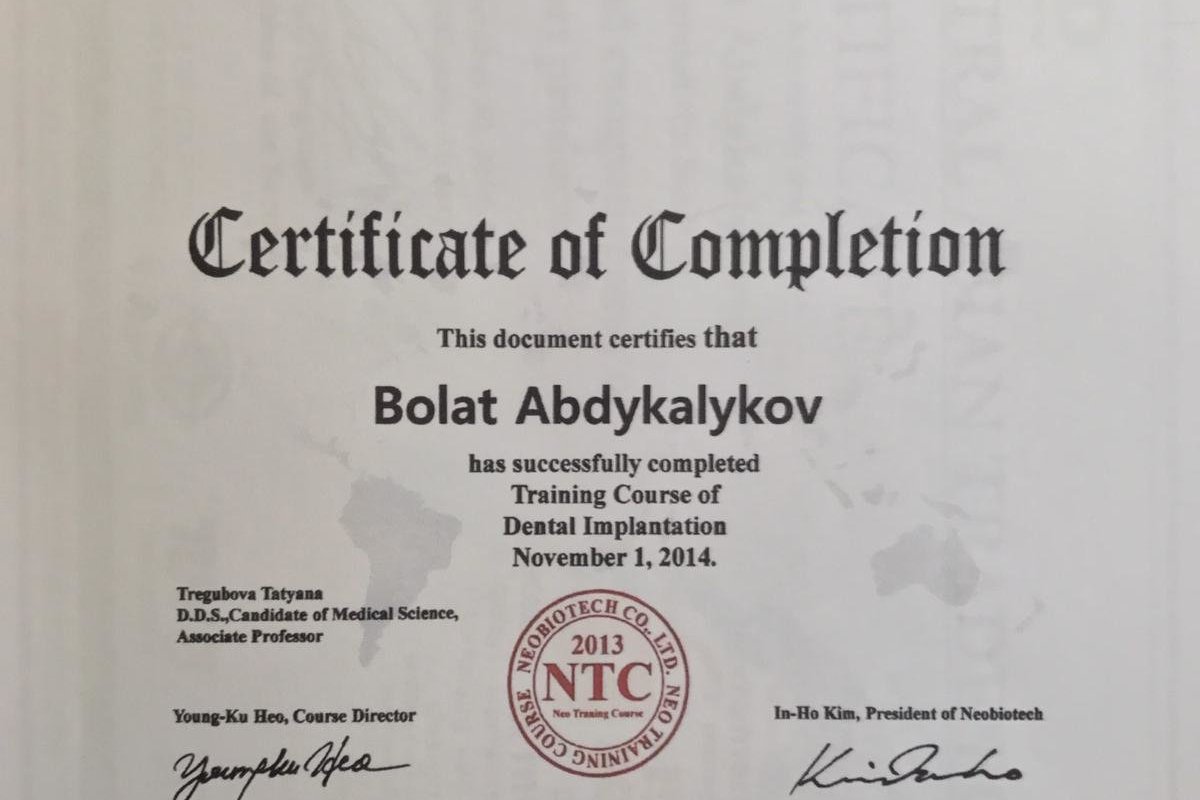 Certificate of Completion
This document certifies that
Bolat Abdykalykov
has successfully completed
Training Course of
Dental Implantation
November 1, 2014.
Tregubova Tatyana
D.D.S.,Candidate of Medical Science,
Associate Professor
NEOBIOTECH CO., LTD. NEO TRAINING COURSE
2013
NTC
Neo Traning Course
Young-Ku Heo, Course Director
In-Ho Kim, President of Neobiotech